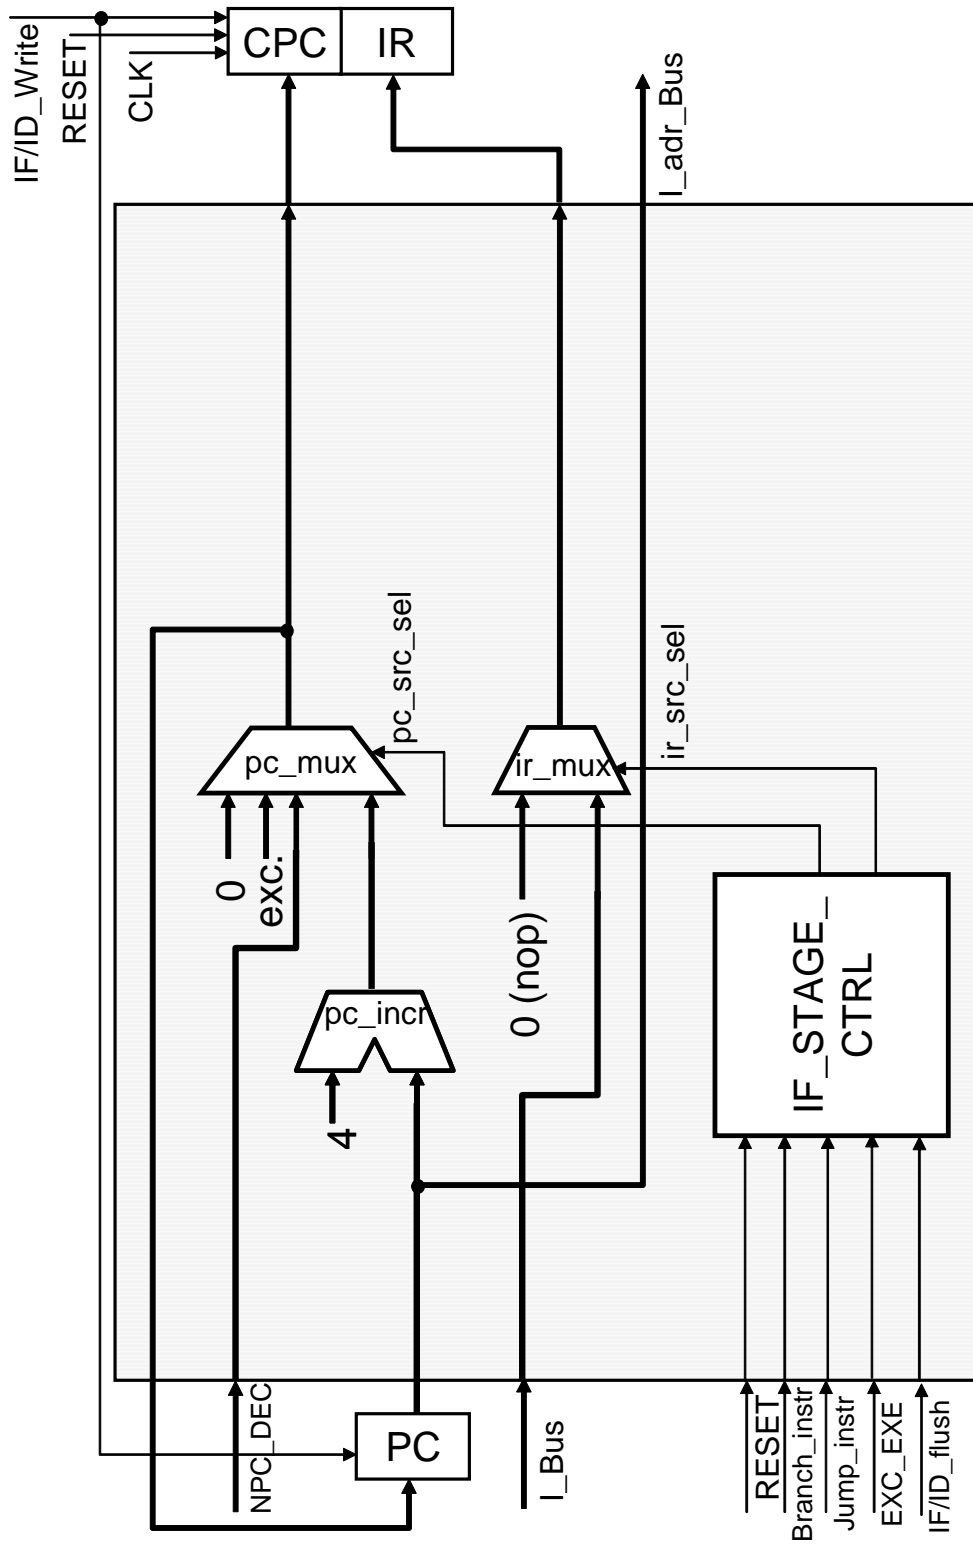 IF/ID_Write
RESET
CLK
CPC
IR
I_adr_Bus
pc_src_sel
ir_src_sel
pc_mux
ir_mux
0
exc.
0 (nop)
pc_incr
4
IF_STAGE_
CTRL
NPC_DEC
PC
I_Bus
RESET
Branch_instr
Jump_instr
EXC_EXE
IF/ID_flush